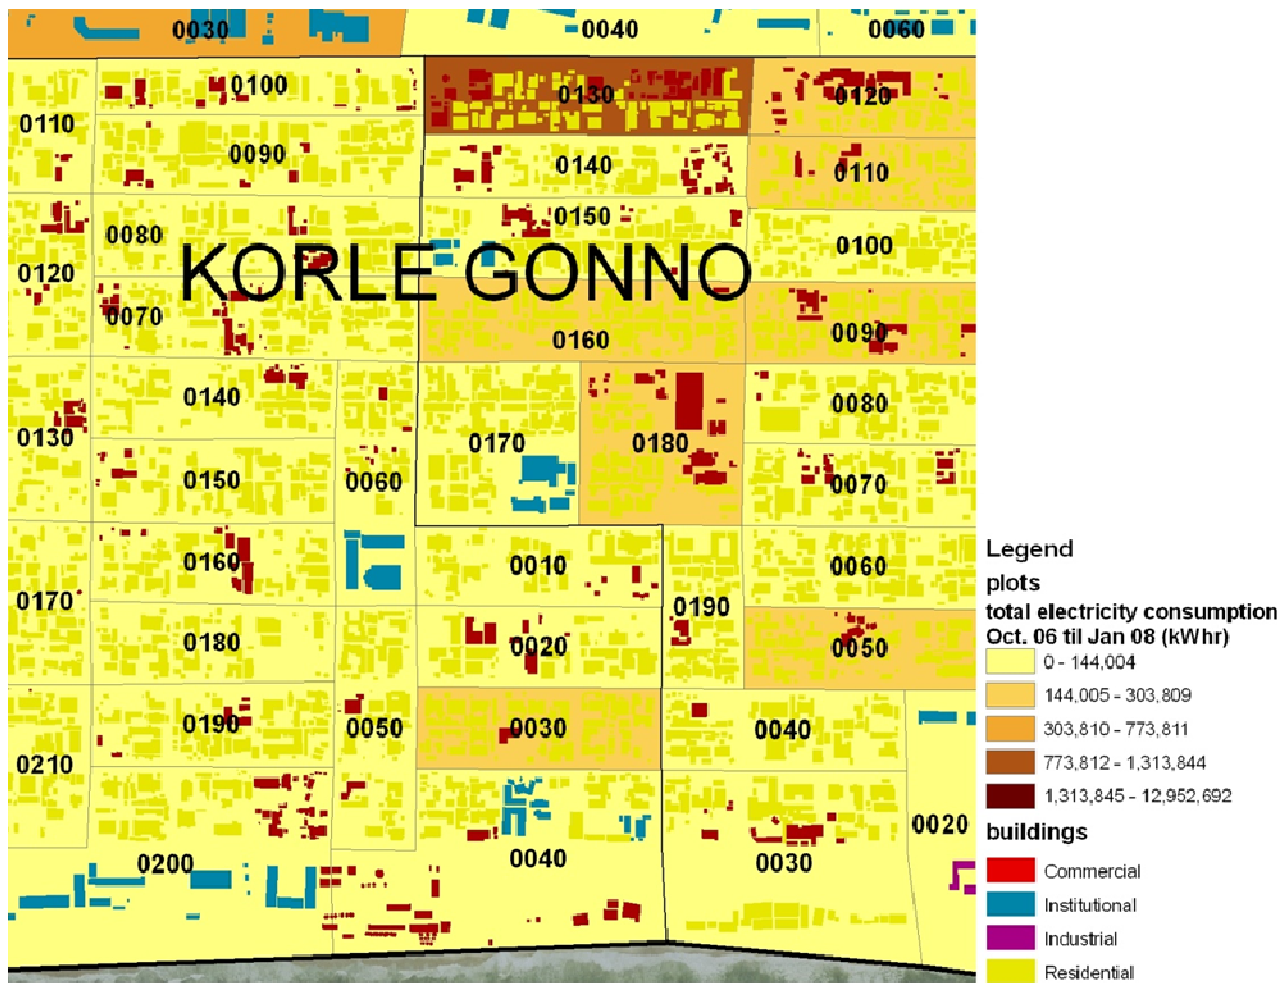 0030
0040
0060
0100
0130
0120
0110
0090
0140
0110
0150
0080
0100
KORLE GONNO
0120
0070
0160
0090
0140
0080
0130
0170
0180
0150
0060
0070
0160
0010
0060
0170
0190
0180
0020
0050
0190
0050
0030
0040
0210
0020
0200
0040
0030
Legend
plots
total electricity consumption
Oct. 06 til Jan 08 (kWhr)
0 - 144,004
144,005 - 303,809
303,810 - 773,811
773,812 - 1,313,844
1,313,845 - 12,952,692
buildings
Commercial
Institutional
Industrial
Residential